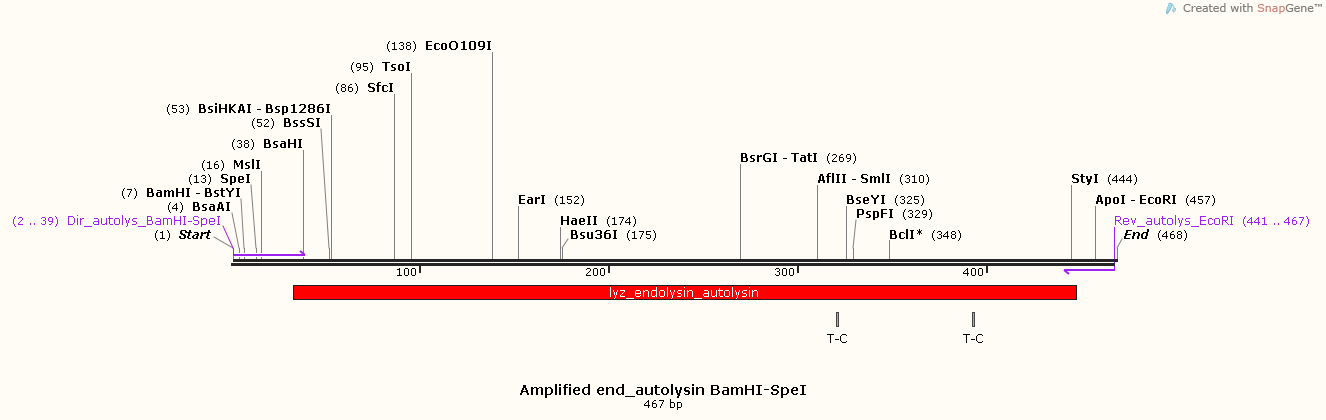 Created with SnapGene™
(138) EcoO109I
(95) TsoI
(86) SfcI
(53) BsiHKAI - Bsp1286I
(52) BssSI
(38) BsaHI
(16) MslI
(13) SpeI
(7) BamHI - BstYI
(4) BsaAI
(2 .. 39) Dir_autolys_BamHI-SpeI
(1) Start
EarI (152)
HaeII (174)
Bsu36I (175)
BsrGI - TatI (269)
AflII - SmlI (310)
BseYI (325)
PspFI (329)
BclI* (348)
StyI (444)
ApoI - EcoRI (457)
Rev_autolys_EcoRI (441 .. 467)
End (468)
100 200 300 400
lyz_endolysin_autolysin
T-C T-C
Amplified end_autolysin BamHI-SpeI
467 bp